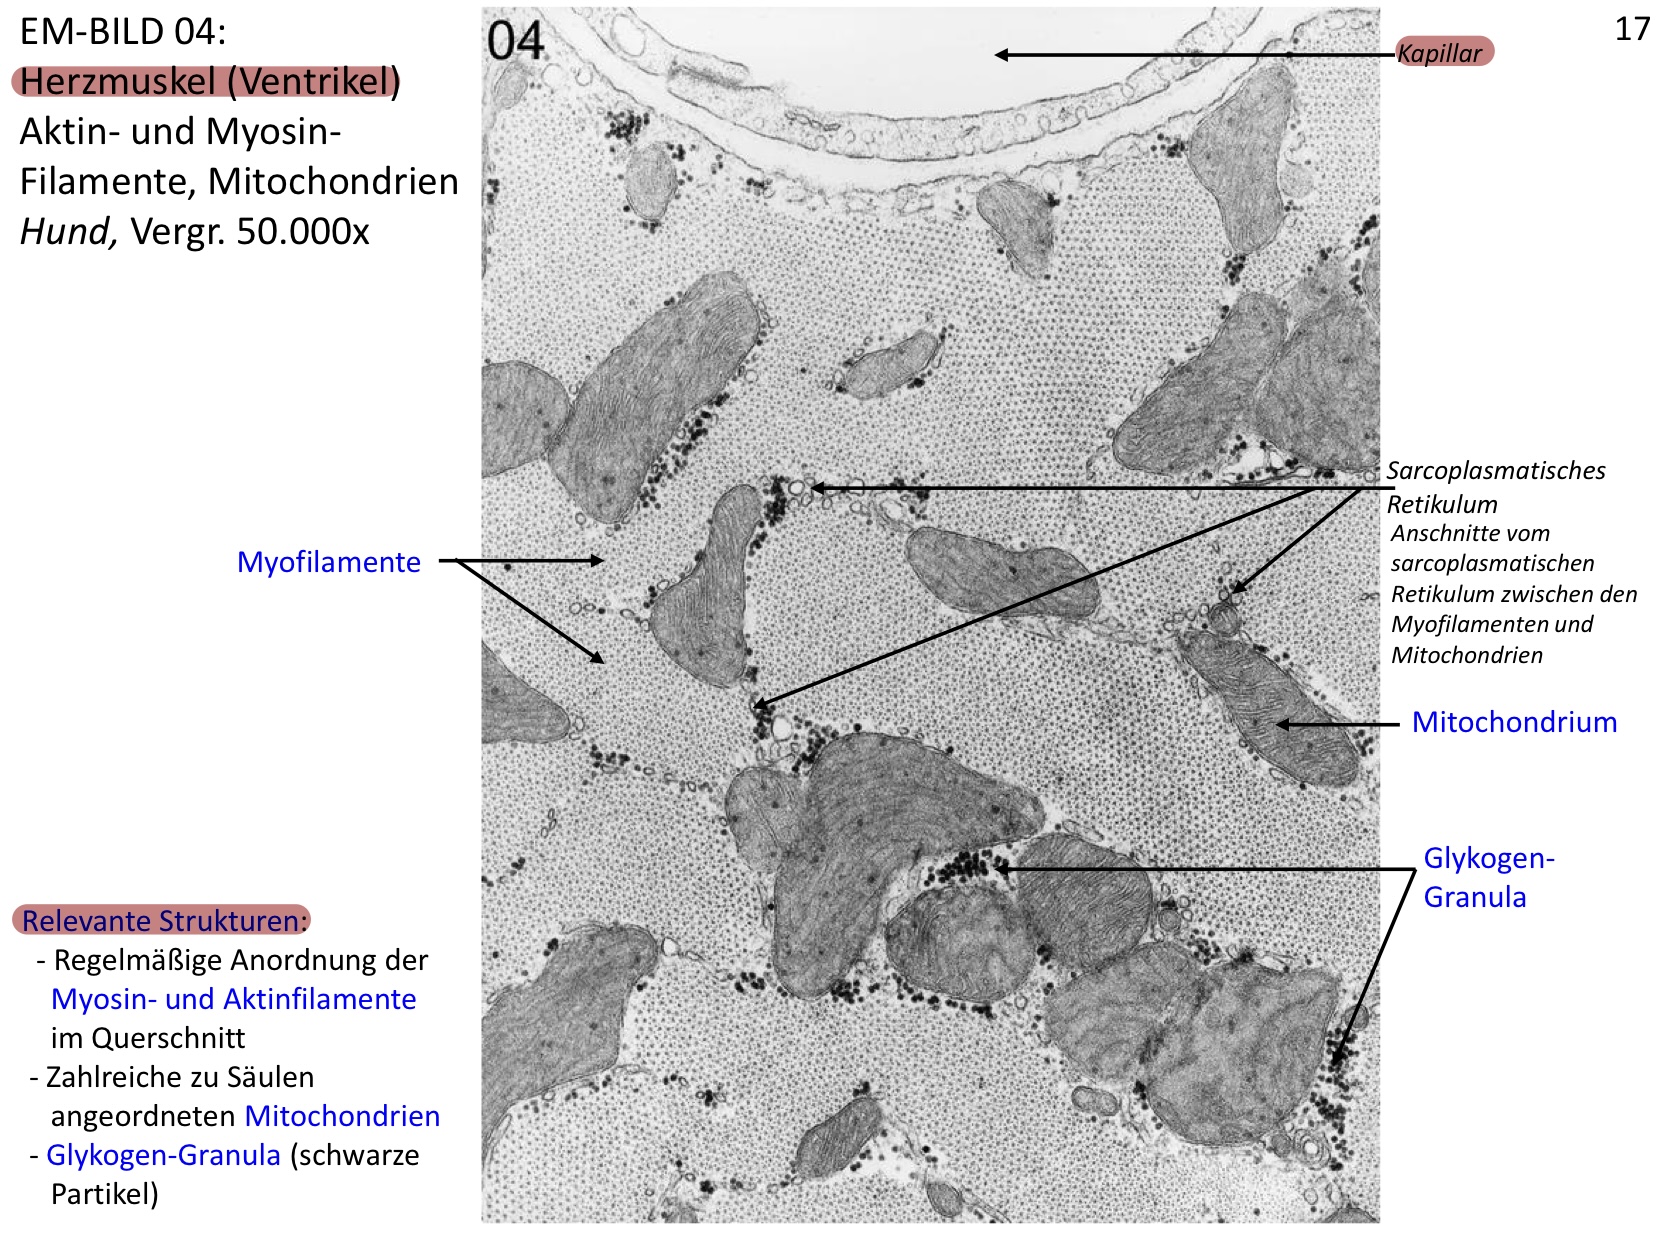 EM-BILD 04:
Herzmuskel (Ventrikel)
Aktin- und Myosin-
Filamente, Mitochondrien
Hund, Vergr. 50.000x
04
Kapillar
17
Sarcoplasmatisches
Retikulum
Anschnitte vom
sarcoplasmatischen
Retikulum zwischen den
Myofilamenten und
Mitochondrien
Myofilamente
Mitochondrium
Glykogen-
Granula
Relevante Strukturen:
- Regelmäßige Anordnung der
Myosin- und Aktinfilamente
im Querschnitt
- Zahlreiche zu Säulen
angeordneten Mitochondrien
- Glykogen-Granula (schwarze
Partikel)